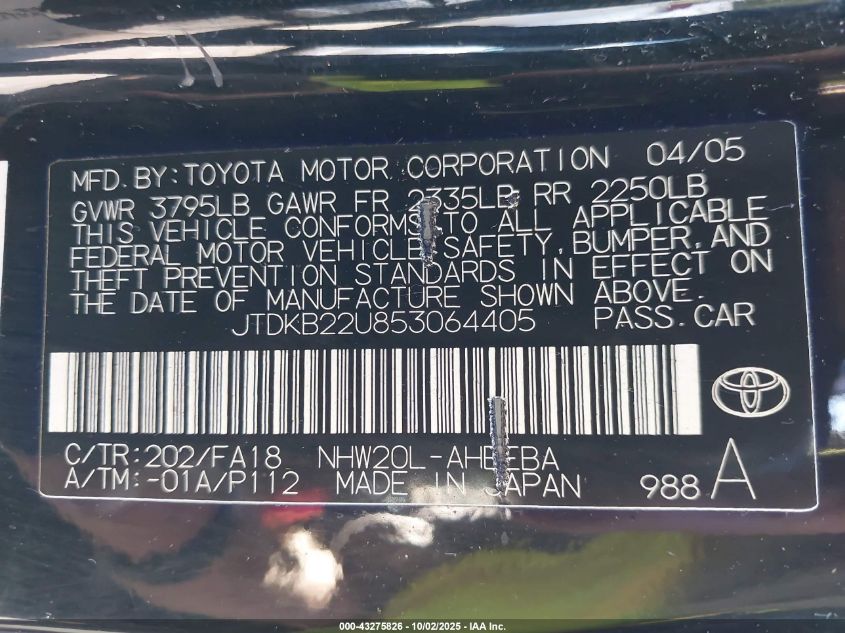 MFD.BY:TOYOTA MOTOR CORPORATION 04/05
GVWR 3795LB GAWR FR 2335LB RR 2250LB
THIS VEHICLE CONFORMS TO ALL APPLICABLE
FEDERAL MOTOR VEHICLE SAFETY, BUMPER, AND
THEFT PREVENTION STANDARDS IN EFFECT ON
THE DATE OF MANUFACTURE SHOWN ABOVE.
JTDKB22U853064405 PASS.CAR
C/TR:202/FA18 NHW20L-AHEEBA
A/TM:-01A/P112 MADE IN JAPAN 988 A
000-43275826 - 10/02/2025 - IAA Inc.